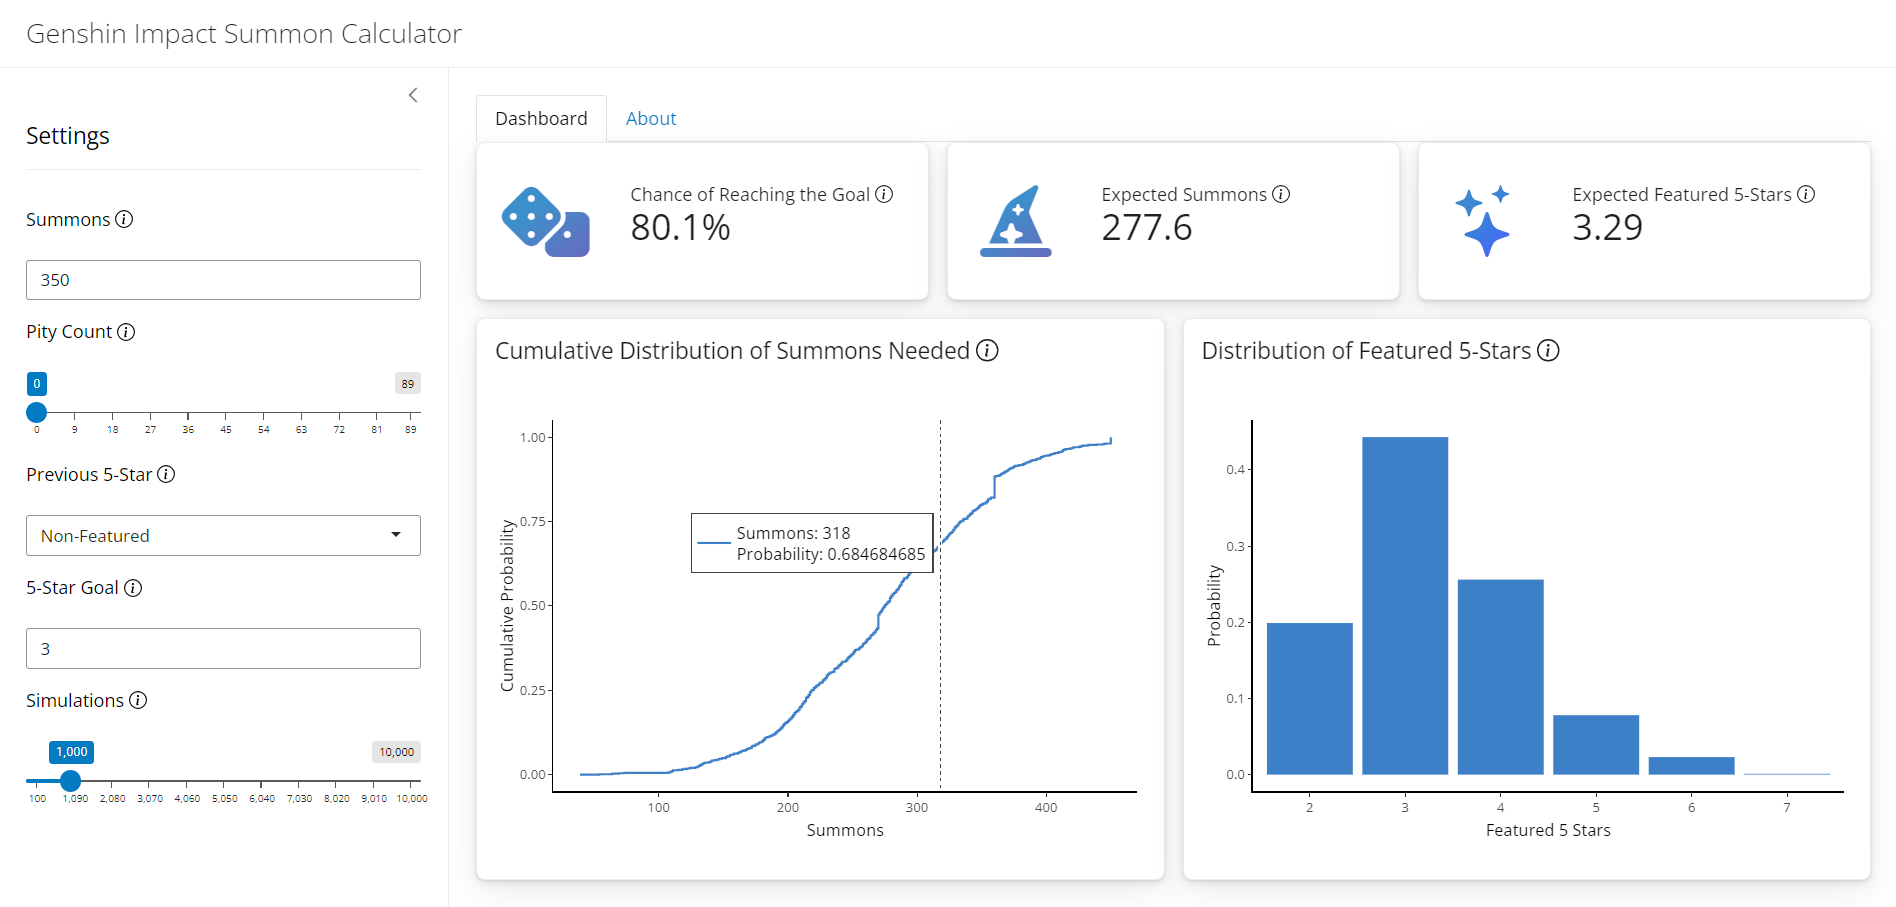 Genshin Impact Summon Calculator
Settings
Summons
350
Pity Count
0
89
0 9 18 27 36 45 54 63 72 81 89
Previous 5-Star
Non-Featured
5-Star Goal
3
Simulations
1,000
10,000
100 1,090 2,080 3,070 4,060 5,050 6,040 7,030 8,020 9,010 10,000
Dashboard
About
Chance of Reaching the Goal
80.1%
Expected Summons
277.6
Expected Featured 5-Stars
3.29
Cumulative Distribution of Summons Needed
1.00
0.75
0.50
0.25
0.00
Cumulative Probability
Summons: 318
Probability: 0.684684685
100 200 300 400
Summons
Distribution of Featured 5-Stars
0.4
0.3
0.2
0.1
0.0
Probability
2 3 4 5 6 7
Featured 5 Stars